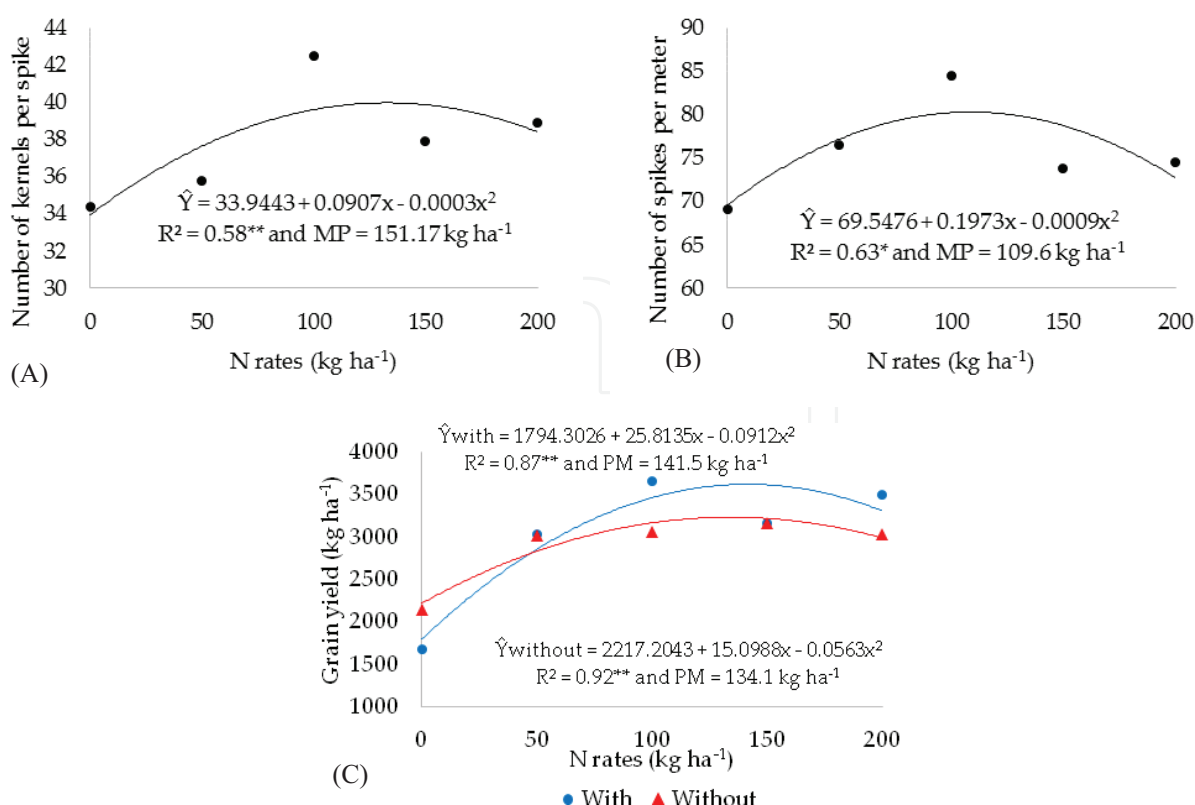 Number of kernels per spike
44
42
40
38
36
34
32
30
Ŷ = 33.9443 + 0.0907x - 0.0003x²
R² = 0.58** and MP = 151.17 kg ha⁻¹
0 50 100 150 200
N rates (kg ha⁻¹)
(A)
Number of spikes per meter
90
85
80
75
70
65
60
Ŷ = 69.5476 + 0.1973x - 0.0009x²
R² = 0.63* and MP = 109.6 kg ha⁻¹
0 50 100 150 200
N rates (kg ha⁻¹)
(B)
Ŷwith = 1794.3026 + 25.8135x - 0.0912x²
R² = 0.87** and PM = 141.5 kg ha⁻¹
Grain yield (kg ha⁻¹)
4000
3500
3000
2500
2000
1500
1000
Ŷwithout = 2217.2043 + 15.0988x - 0.0563x²
R² = 0.92** and PM = 134.1 kg ha⁻¹
0 50 100 150 200
N rates (kg ha⁻¹)
(C)
With Without